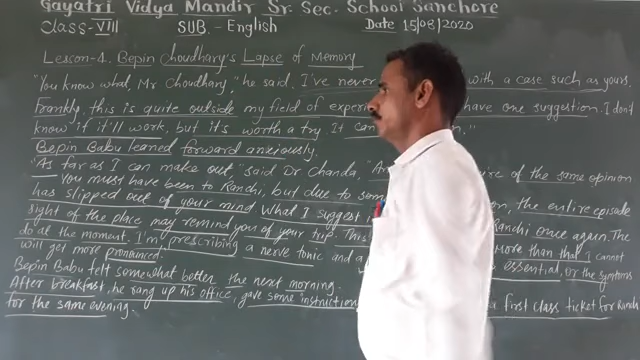 Gayatri Vidya Mandir Sr. Sec. School Sanchore
Class-VIII SUB.-English Date 15/08/2020
Lesson-4. Bepin Choudhary's Lapse of Memory
"You know what, Mr Choudhary," he said, I've never with a case such as yours.
Frankly, this is quite outside my field of experi have one suggestion. I don't
know if it'll work, but it's worth a try. It can "
Bepin Babu leaned forward anxiously.
"As far as I can make out," said Dr Chanda, "An re of the same opinion
You must have been to Ranchi, but due to som n, the entire episode
has slipped out of your mind. What I suggest Ranchi once again. The
sight of the place may remind you of your trip. This More than that I cannot
do at the moment. I'm prescribing a nerve tonic and a essential, or the symtoms
will get more pronounced.
Bepin Babu felt somewhat better the next morning.
After breakfast, he rang up his office, gave some instruction a first class ticket for Ranchi
for the same evening.